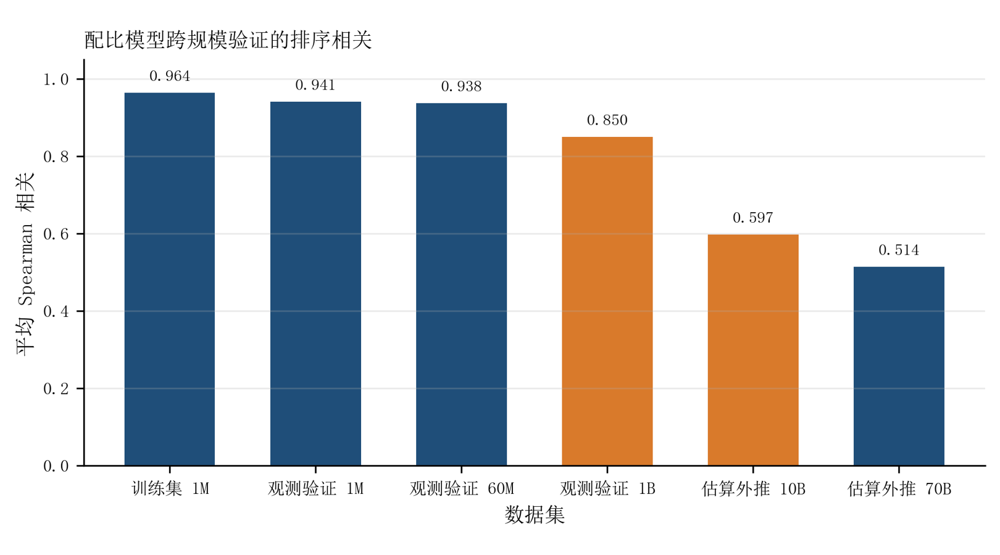 配比模型跨规模验证的排序相关
平均 Spearman 相关
1.0
0.8
0.6
0.4
0.2
0.0
0.964
0.941
0.938
0.850
0.597
0.514
训练集 1M
观测验证 1M
观测验证 60M
观测验证 1B
估算外推 10B
估算外推 70B
数据集